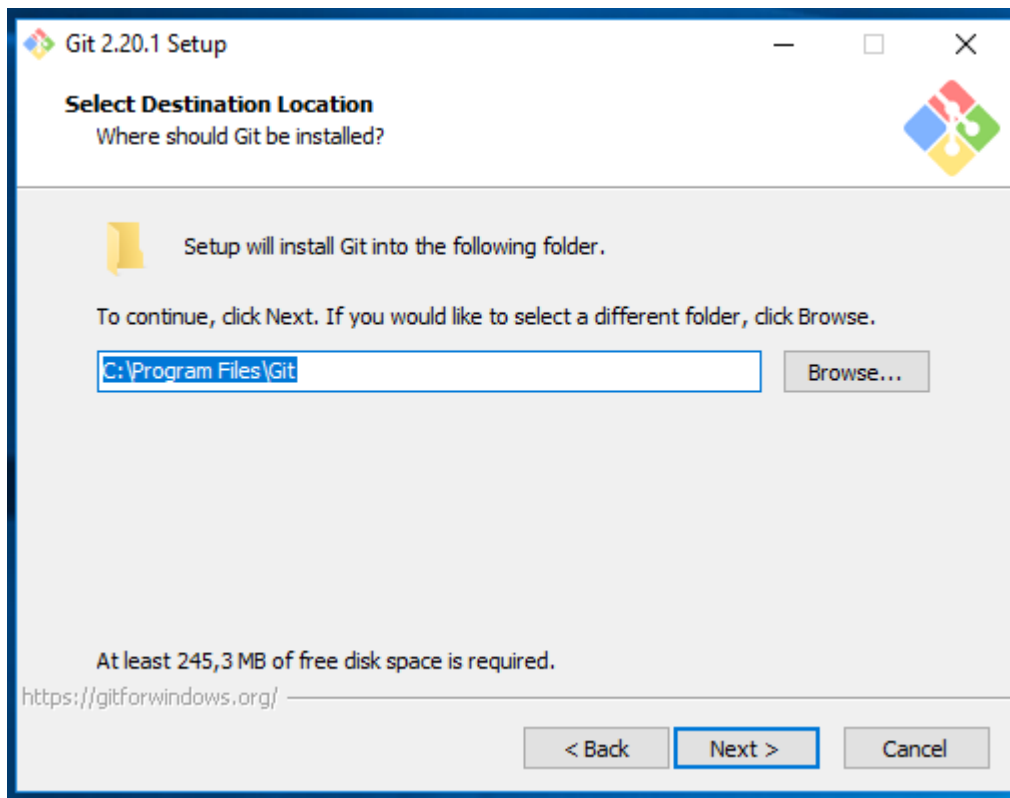 Git 2.20.1 Setup
Select Destination Location
Where should Git be installed?
Setup will install Git into the following folder.
To continue, click Next. If you would like to select a different folder, click Browse.
C:\Program Files\Git
Browse...
At least 245,3 MB of free disk space is required.
https://gitforwindows.org/
< Back
Next >
Cancel